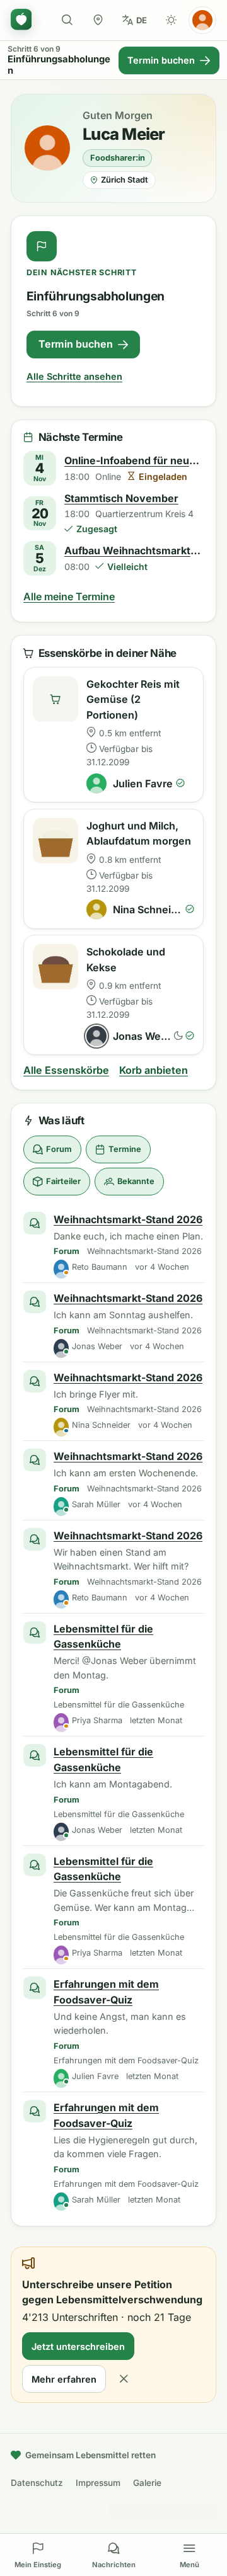 DE
Schritt 6 von 9
Einführungsabholunge
n
Termin buchen
Guten Morgen
Luca Meier
Foodsharer:in
Zürich Stadt
DEIN NÄCHSTER SCHRITT
Einführungsabholungen
Schritt 6 von 9
Termin buchen
Alle Schritte ansehen
Nächste Termine
MI
4
Nov
Online-Infoabend für neu...
18:00 Online Eingeladen
FR
20
Nov
Stammtisch November
18:00 Quartierzentrum Kreis 4
Zugesagt
SA
5
Dez
Aufbau Weihnachtsmarkt...
08:00 Vielleicht
Alle meine Termine
Essenskörbe in deiner Nähe
Gekochter Reis mit
Gemüse (2
Portionen)
0.5 km entfernt
Verfügbar bis
31.12.2099
Julien Favre
Joghurt und Milch,
Ablaufdatum morgen
0.8 km entfernt
Verfügbar bis
31.12.2099
Nina Schnei...
Schokolade und
Kekse
0.9 km entfernt
Verfügbar bis
31.12.2099
Jonas We...
Alle Essenskörbe Korb anbieten
Was läuft
Forum Termine
Fairteiler Bekannte
Weihnachtsmarkt-Stand 2026
Danke euch, ich mache einen Plan.
Forum Weihnachtsmarkt-Stand 2026
Reto Baumann vor 4 Wochen
Weihnachtsmarkt-Stand 2026
Ich kann am Sonntag aushelfen.
Forum Weihnachtsmarkt-Stand 2026
Jonas Weber vor 4 Wochen
Weihnachtsmarkt-Stand 2026
Ich bringe Flyer mit.
Forum Weihnachtsmarkt-Stand 2026
Nina Schneider vor 4 Wochen
Weihnachtsmarkt-Stand 2026
Ich kann am ersten Wochenende.
Forum Weihnachtsmarkt-Stand 2026
Sarah Müller vor 4 Wochen
Weihnachtsmarkt-Stand 2026
Wir haben einen Stand am
Weihnachtsmarkt. Wer hilft mit?
Forum Weihnachtsmarkt-Stand 2026
Reto Baumann vor 4 Wochen
Lebensmittel für die
Gassenküche
Merci! @Jonas Weber übernimmt
den Montag.
Forum
Lebensmittel für die Gassenküche
Priya Sharma letzten Monat
Lebensmittel für die
Gassenküche
Ich kann am Montagabend.
Forum
Lebensmittel für die Gassenküche
Jonas Weber letzten Monat
Lebensmittel für die
Gassenküche
Die Gassenküche freut sich über
Gemüse. Wer kann am Montag...
Forum
Lebensmittel für die Gassenküche
Priya Sharma letzten Monat
Erfahrungen mit dem
Foodsaver-Quiz
Und keine Angst, man kann es
wiederholen.
Forum
Erfahrungen mit dem Foodsaver-Quiz
Julien Favre letzten Monat
Erfahrungen mit dem
Foodsaver-Quiz
Lies die Hygieneregeln gut durch,
da kommen viele Fragen.
Forum
Erfahrungen mit dem Foodsaver-Quiz
Sarah Müller letzten Monat
Unterschreibe unsere Petition
gegen Lebensmittelverschwendung
4'213 Unterschriften · noch 21 Tage
Jetzt unterschreiben
Mehr erfahren
Gemeinsam Lebensmittel retten
Datenschutz Impressum Galerie
Mein Einstieg Nachrichten Menü